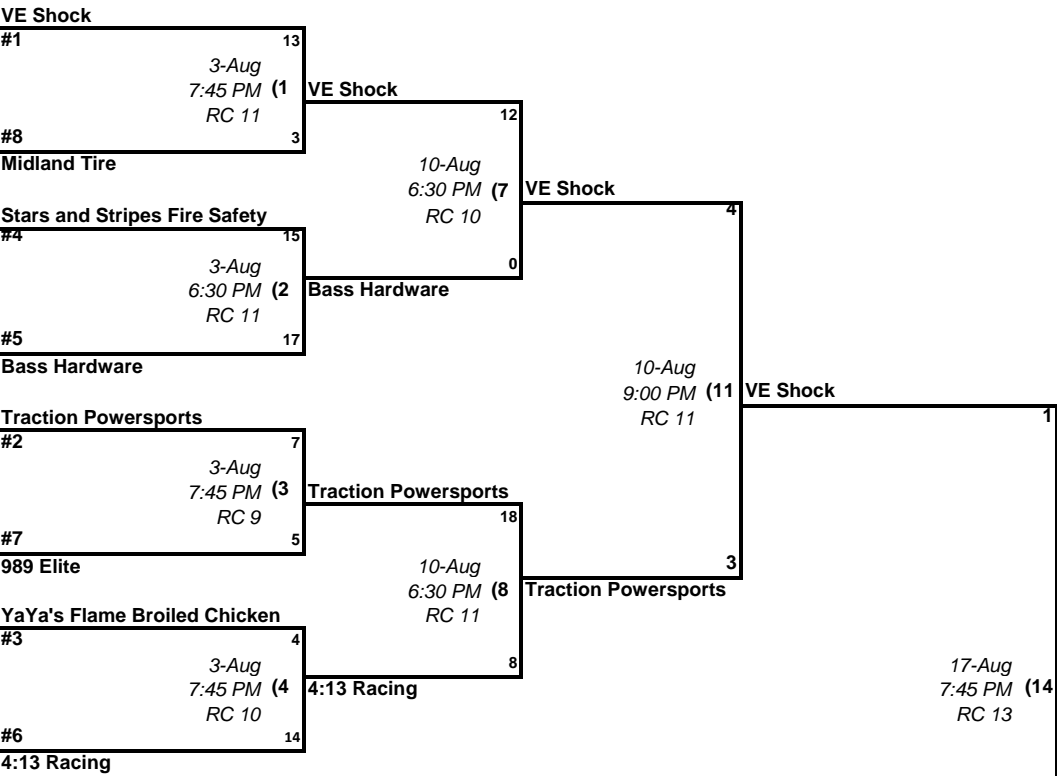 VE Shock
#1 13
3-Aug
7:45 PM (1
RC 11
#8 3
Midland Tire
VE Shock
12
10-Aug
6:30 PM (7
RC 10
0
Bass Hardware
Stars and Stripes Fire Safety
#4 15
3-Aug
6:30 PM (2
RC 11
#5 17
Bass Hardware
VE Shock
4
10-Aug
9:00 PM (11
RC 11
3
Traction Powersports
Traction Powersports
#2 7
3-Aug
7:45 PM (3
RC 9
#7 5
989 Elite
Traction Powersports
18
10-Aug
6:30 PM (8
RC 11
8
4:13 Racing
YaYa's Flame Broiled Chicken
#3 4
3-Aug
7:45 PM (4
RC 10
#6 14
4:13 Racing
VE Shock
1
17-Aug
7:45 PM (14
RC 13